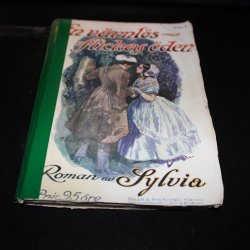 En värnlös
flickas öden
Roman av Sylvia
Pris 25 öre